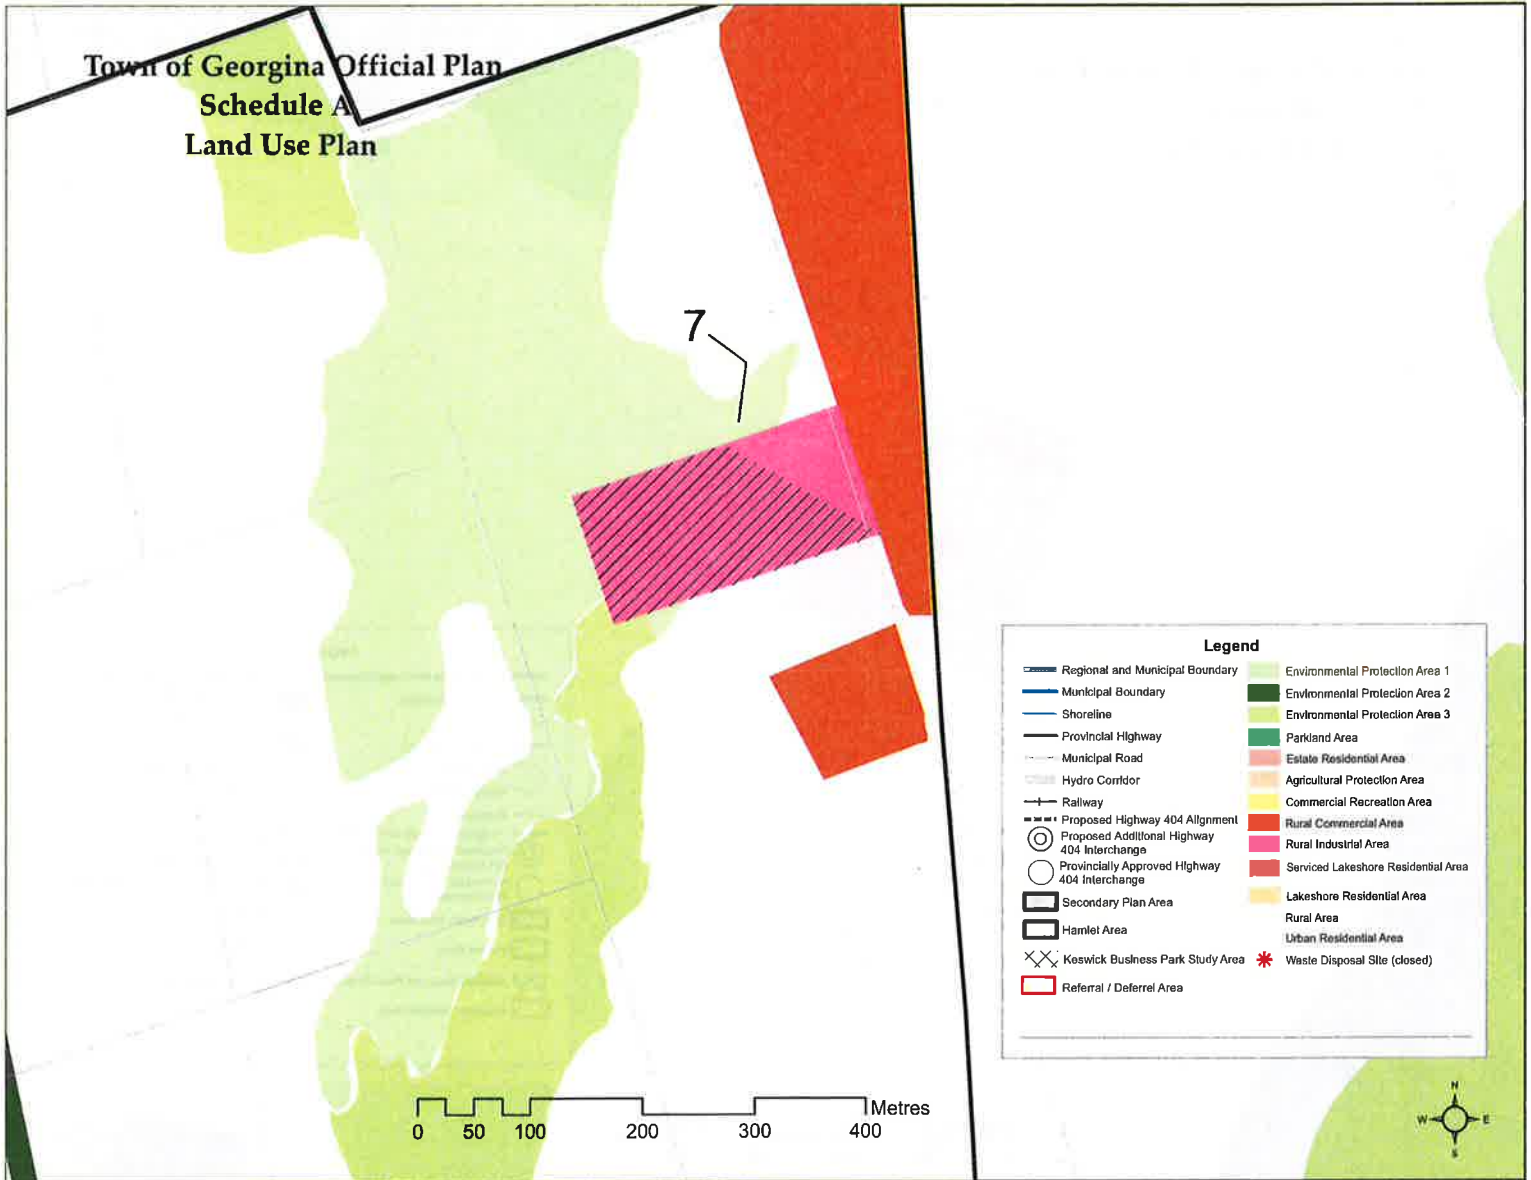 Town of Georgina Official Plan
Schedule A
Land Use Plan
7
Legend
Regional and Municipal Boundary
Municipal Boundary
Shoreline
Provincial Highway
Municipal Road
Hydro Corridor
Railway
Proposed Highway 404 Alignment
Proposed Additional Highway
404 Interchange
Provincially Approved Highway
404 Interchange
Secondary Plan Area
Hamlet Area
Keswick Business Park Study Area
Referral / Deferrel Area
Environmental Protection Area 1
Environmental Protection Area 2
Environmental Protection Area 3
Parkland Area
Estate Residential Area
Agricultural Protection Area
Commercial Recreation Area
Rural Commercial Area
Rural Industrial Area
Serviced Lakeshore Residential Area
Lakeshore Residential Area
Rural Area
Urban Residential Area
Waste Disposal Site (closed)
Metres
0 50 100 200 300 400
N
W E
S